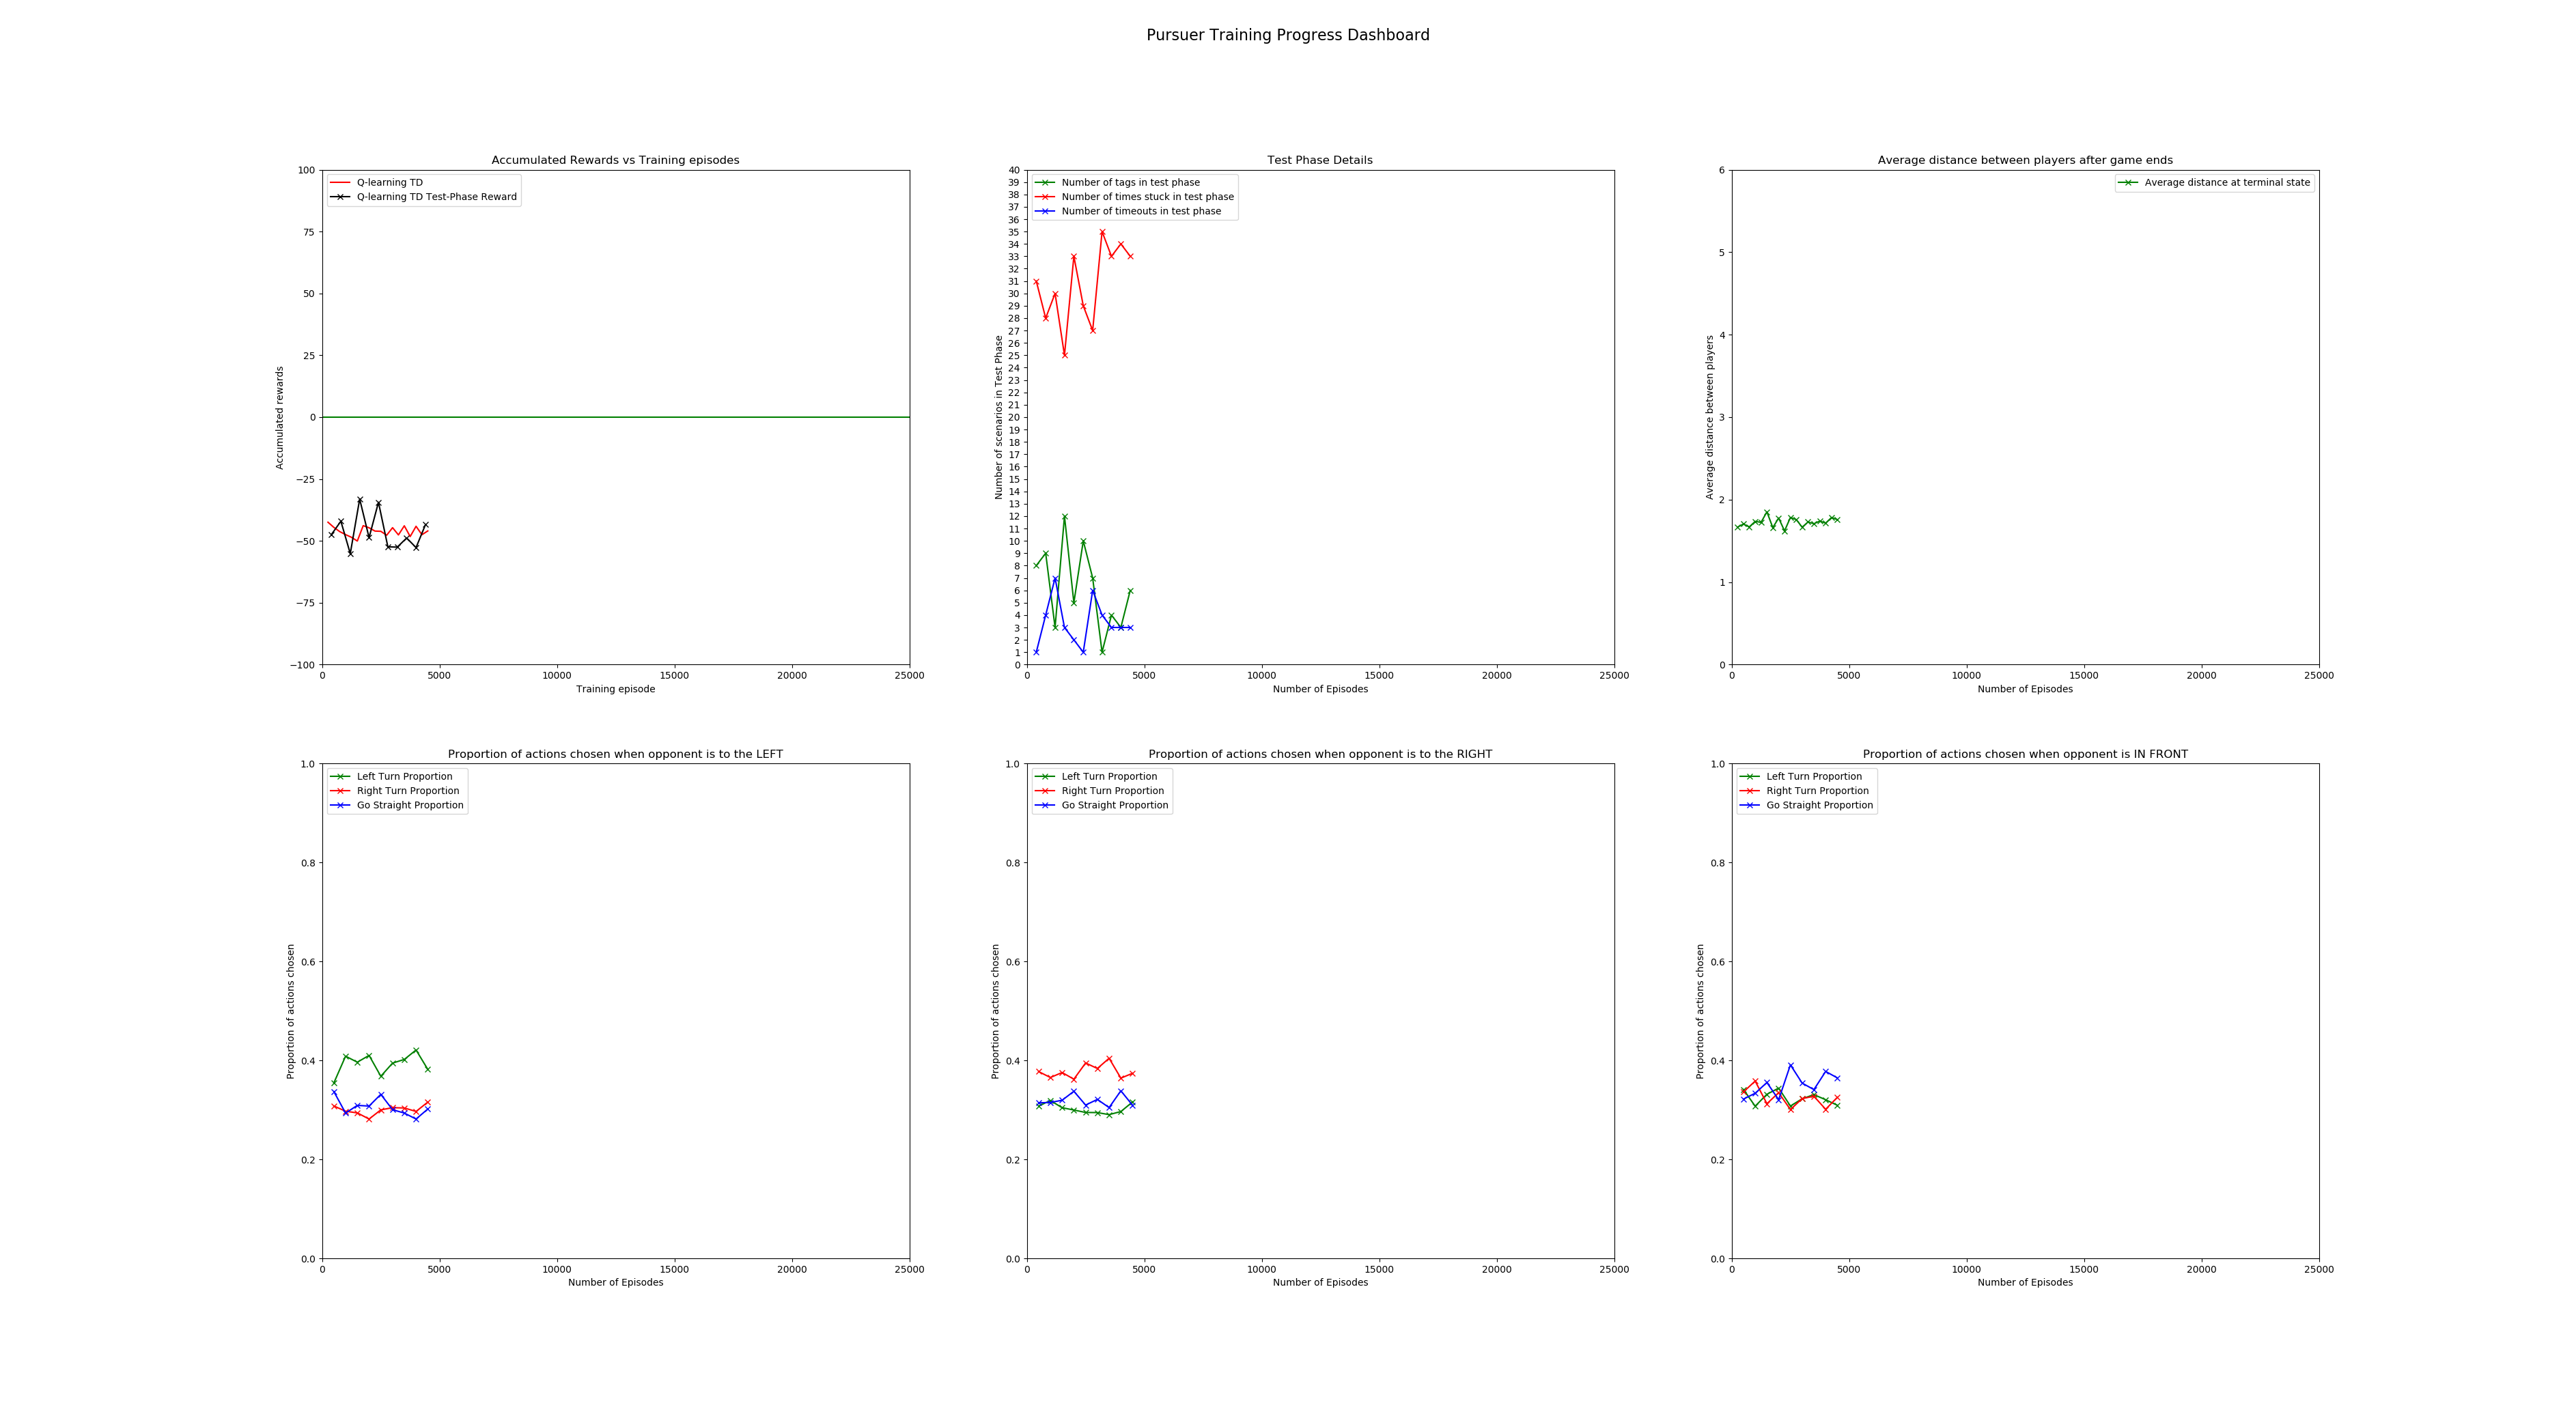 Pursuer Training Progress Dashboard
Accumulated Rewards vs Training episodes
Q-learning TD
Q-learning TD Test-Phase Reward
100
75
50
25
0
−25
−50
−75
−100
Accumulated rewards
0 5000 10000 15000 20000 25000
Training episode
Test Phase Details
Number of tags in test phase
Number of times stuck in test phase
Number of timeouts in test phase
40
39
38
37
36
35
34
33
32
31
30
29
28
27
26
25
24
23
22
21
20
19
18
17
16
15
14
13
12
11
10
9
8
7
6
5
4
3
2
1
0
Number of scenarios in Test Phase
0 5000 10000 15000 20000 25000
Number of Episodes
Average distance between players after game ends
Average distance at terminal state
6
5
4
3
2
1
0
Average distance between players
0 5000 10000 15000 20000 25000
Number of Episodes
Proportion of actions chosen when opponent is to the LEFT
Left Turn Proportion
Right Turn Proportion
Go Straight Proportion
1.0
0.8
0.6
0.4
0.2
0.0
Proportion of actions chosen
0 5000 10000 15000 20000 25000
Number of Episodes
Proportion of actions chosen when opponent is to the RIGHT
Left Turn Proportion
Right Turn Proportion
Go Straight Proportion
1.0
0.8
0.6
0.4
0.2
0.0
Proportion of actions chosen
0 5000 10000 15000 20000 25000
Number of Episodes
Proportion of actions chosen when opponent is IN FRONT
Left Turn Proportion
Right Turn Proportion
Go Straight Proportion
1.0
0.8
0.6
0.4
0.2
0.0
Proportion of actions chosen
0 5000 10000 15000 20000 25000
Number of Episodes